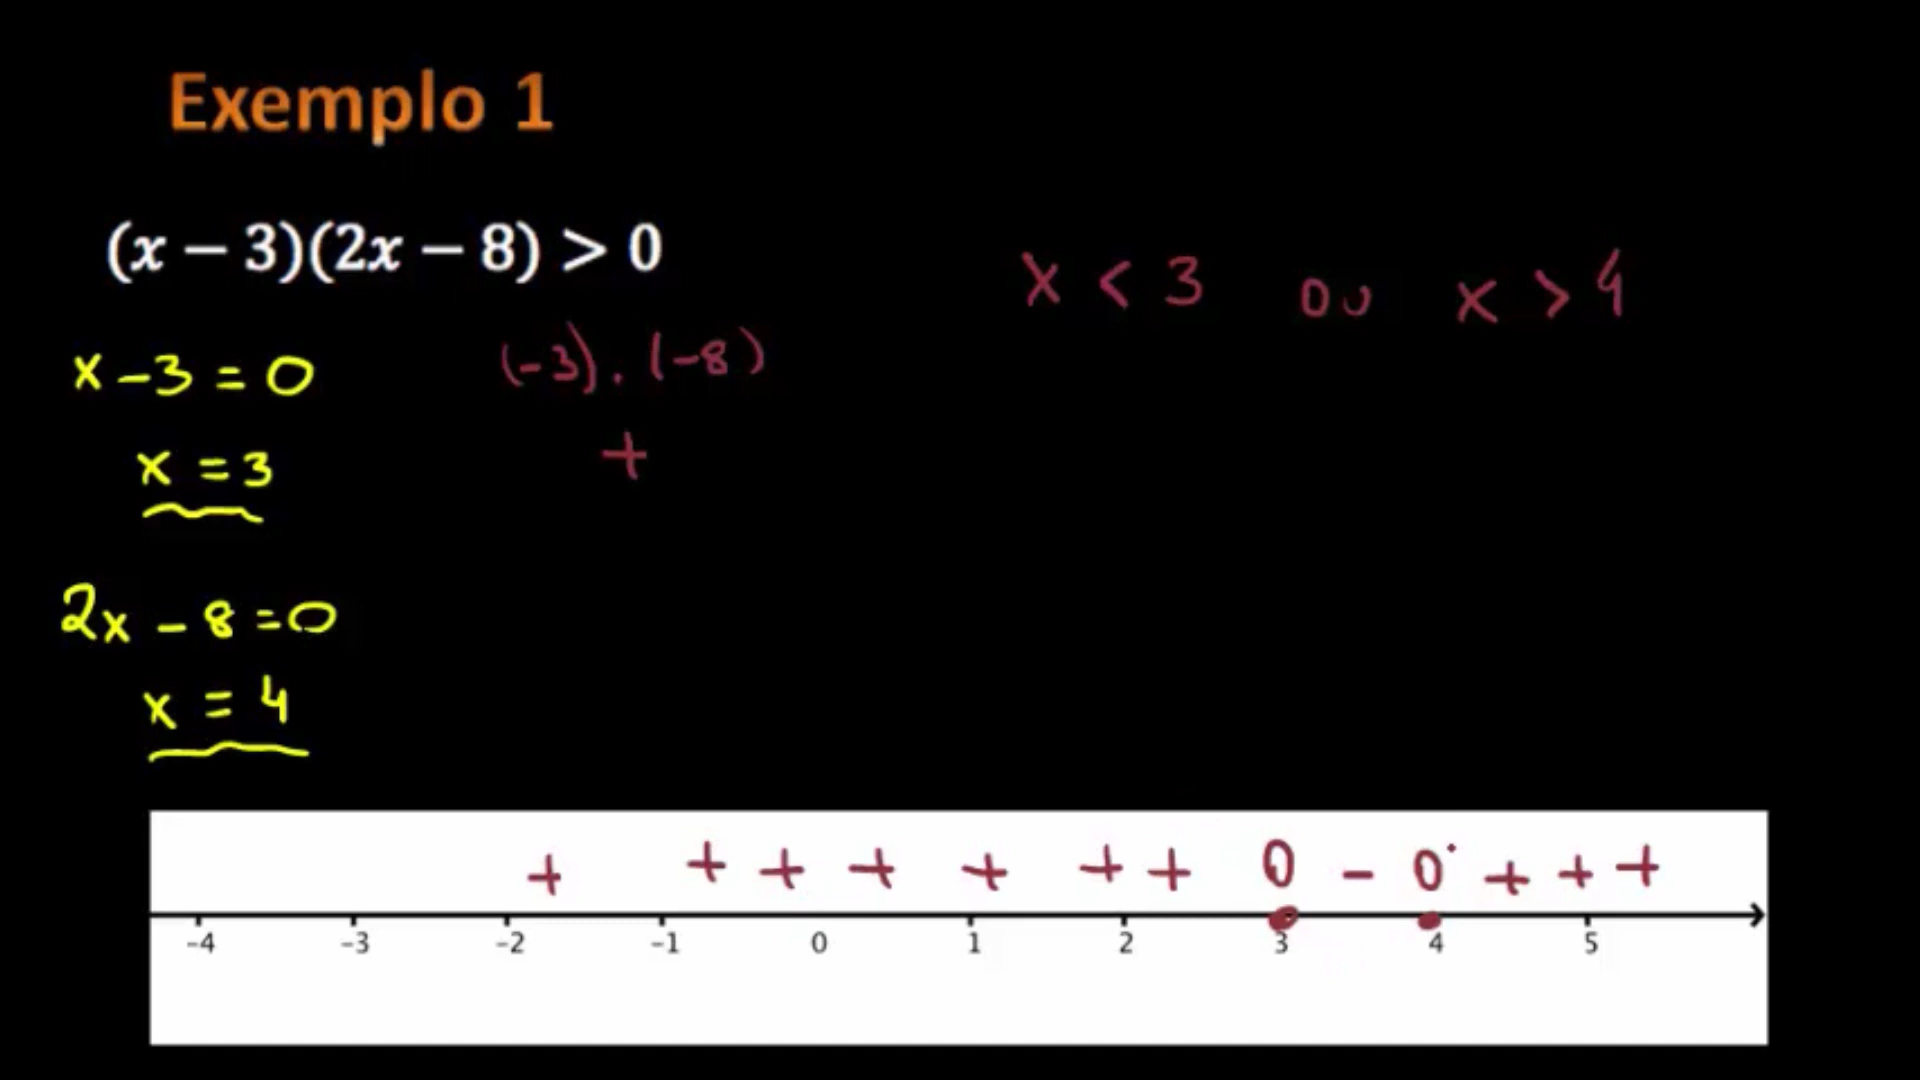 Exemplo 1
(x − 3)(2x − 8) > 0
x < 3 ou x > 4
x − 3 = 0
(−3) . (−8)
x = 3
+
2x − 8 = 0
x = 4
+ + + + + + + 0 − 0 + + +
−4 −3 −2 −1 0 1 2 3 4 5